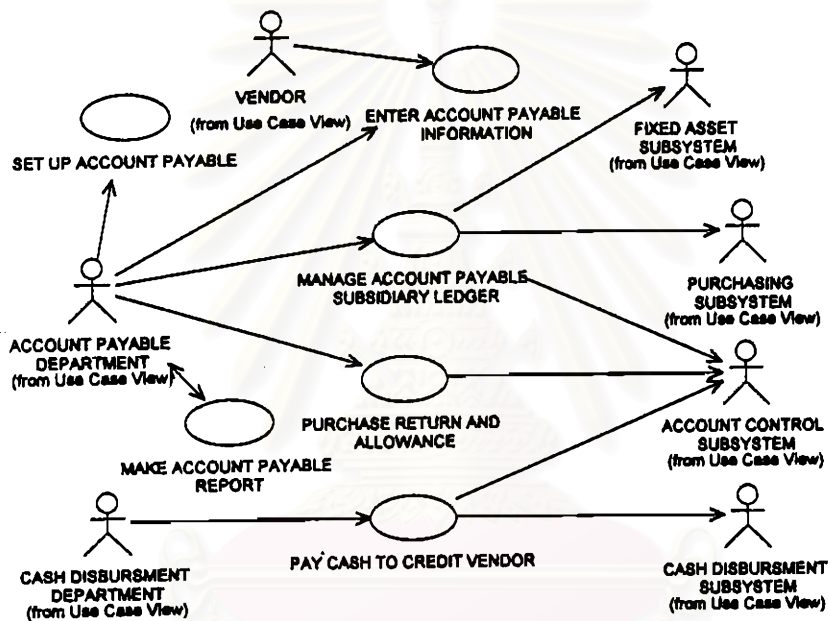 VENDOR
(from Use Case View)
ENTER ACCOUNT PAYABLE
INFORMATION
FIXED ASSET
SUBSYSTEM
(from Use Case View)
SET UP ACCOUNT PAYABLE
MANAGE ACCOUNT PAYABLE
SUBSIDIARY LEDGER
PURCHASING
SUBSYSTEM
(from Use Case View)
ACCOUNT PAYABLE
DEPARTMENT
(from Use Case View)
PURCHASE RETURN AND
ALLOWANCE
ACCOUNT CONTROL
SUBSYSTEM
(from Use Case View)
MAKE ACCOUNT PAYABLE
REPORT
PAY CASH TO CREDIT VENDOR
CASH DISBURSMENT
DEPARTMENT
(from Use Case View)
CASH DISBURSMENT
SUBSYSTEM
(from Use Case View)